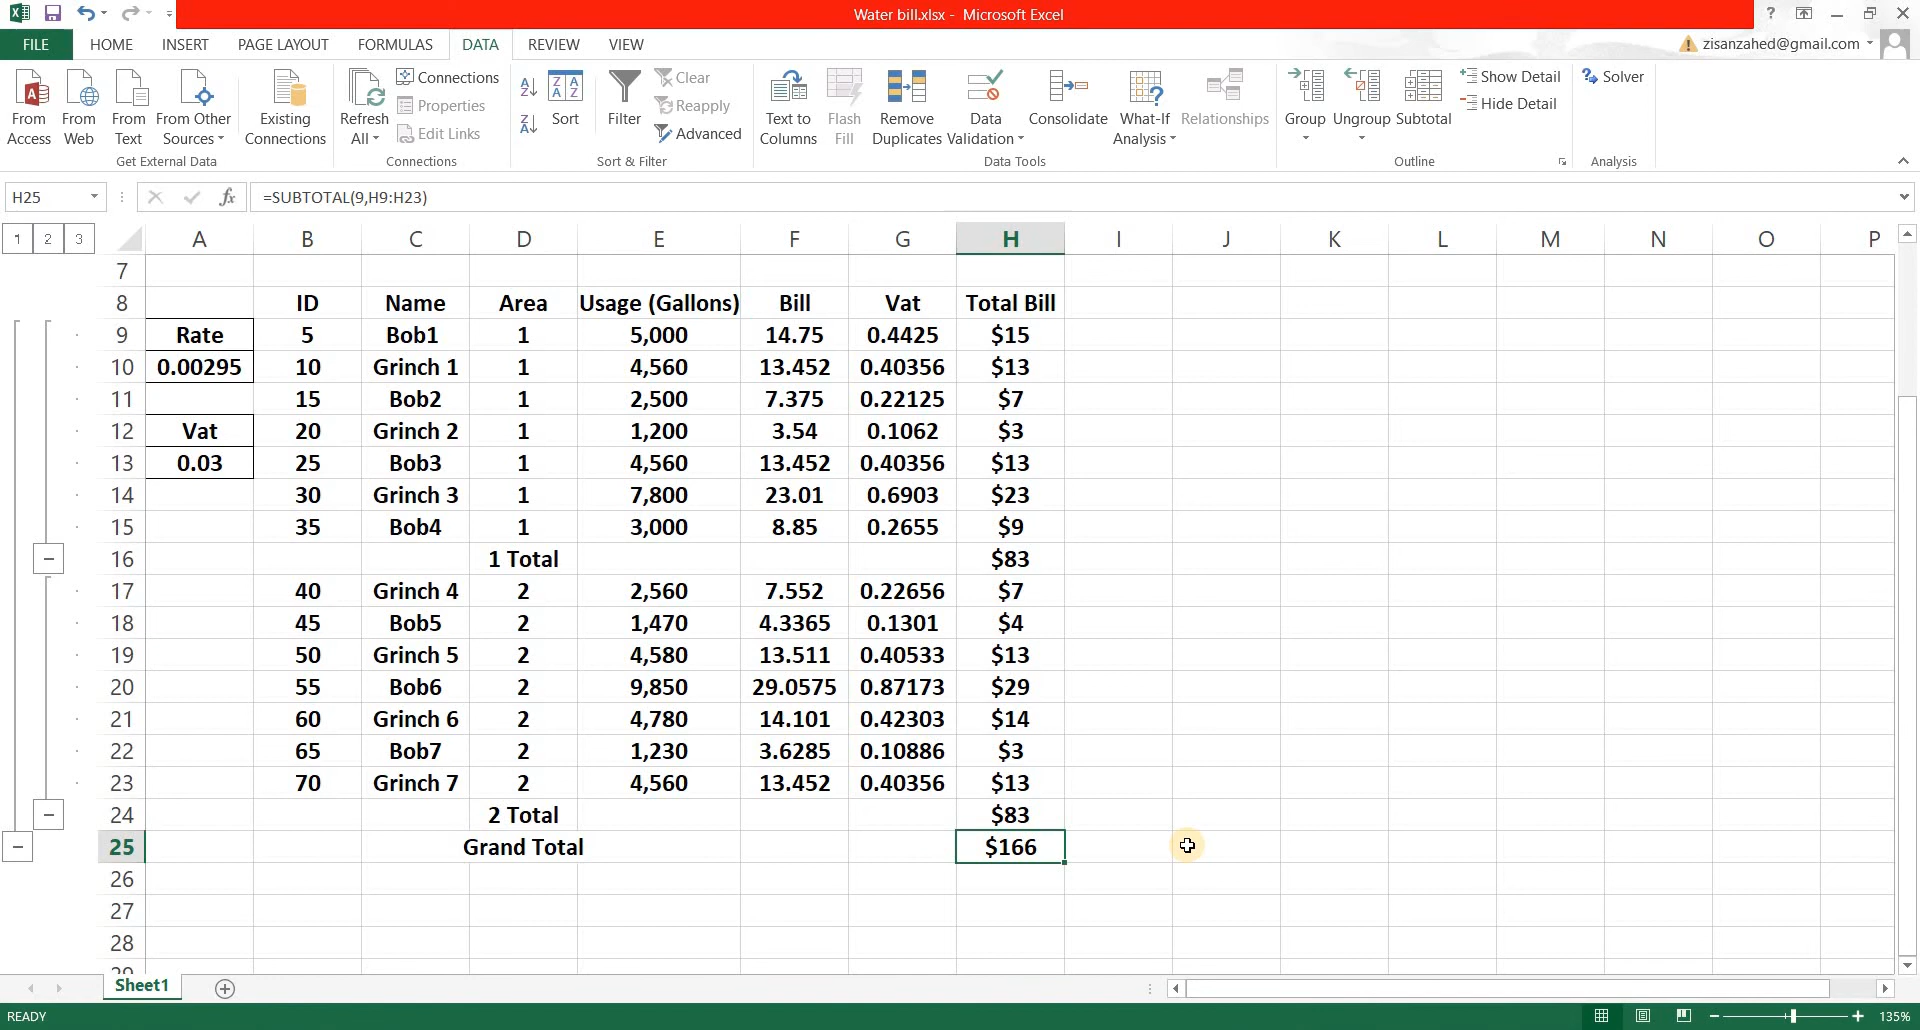 Water bill.xlsx - Microsoft Excel
FILE HOME INSERT PAGE LAYOUT FORMULAS DATA REVIEW VIEW zisanzahed@gmail.com
From Access From Web From Text From Other Sources Existing Connections Refresh All Connections Properties Edit Links Sort Filter Clear Reapply Advanced Text to Columns Flash Fill Remove Duplicates Data Validation Consolidate What-If Analysis Relationships Group Ungroup Subtotal Show Detail Hide Detail Solver
Get External Data Connections Sort & Filter Data Tools Outline Analysis
H25 fx =SUBTOTAL(9,H9:H23)
1 2 3 A B C D E F G H I J K L M N O P
7
8 ID Name Area Usage (Gallons) Bill Vat Total Bill
9 Rate 5 Bob1 1 5,000 14.75 0.4425 $15
10 0.00295 10 Grinch 1 1 4,560 13.452 0.40356 $13
11 15 Bob2 1 2,500 7.375 0.22125 $7
12 Vat 20 Grinch 2 1 1,200 3.54 0.1062 $3
13 0.03 25 Bob3 1 4,560 13.452 0.40356 $13
14 30 Grinch 3 1 7,800 23.01 0.6903 $23
15 35 Bob4 1 3,000 8.85 0.2655 $9
16 1 Total $83
17 40 Grinch 4 2 2,560 7.552 0.22656 $7
18 45 Bob5 2 1,470 4.3365 0.1301 $4
19 50 Grinch 5 2 4,580 13.511 0.40533 $13
20 55 Bob6 2 9,850 29.0575 0.87173 $29
21 60 Grinch 6 2 4,780 14.101 0.42303 $14
22 65 Bob7 2 1,230 3.6285 0.10886 $3
23 70 Grinch 7 2 4,560 13.452 0.40356 $13
24 2 Total $83
25 Grand Total $166
26
27
28
29
Sheet1
READY 135%